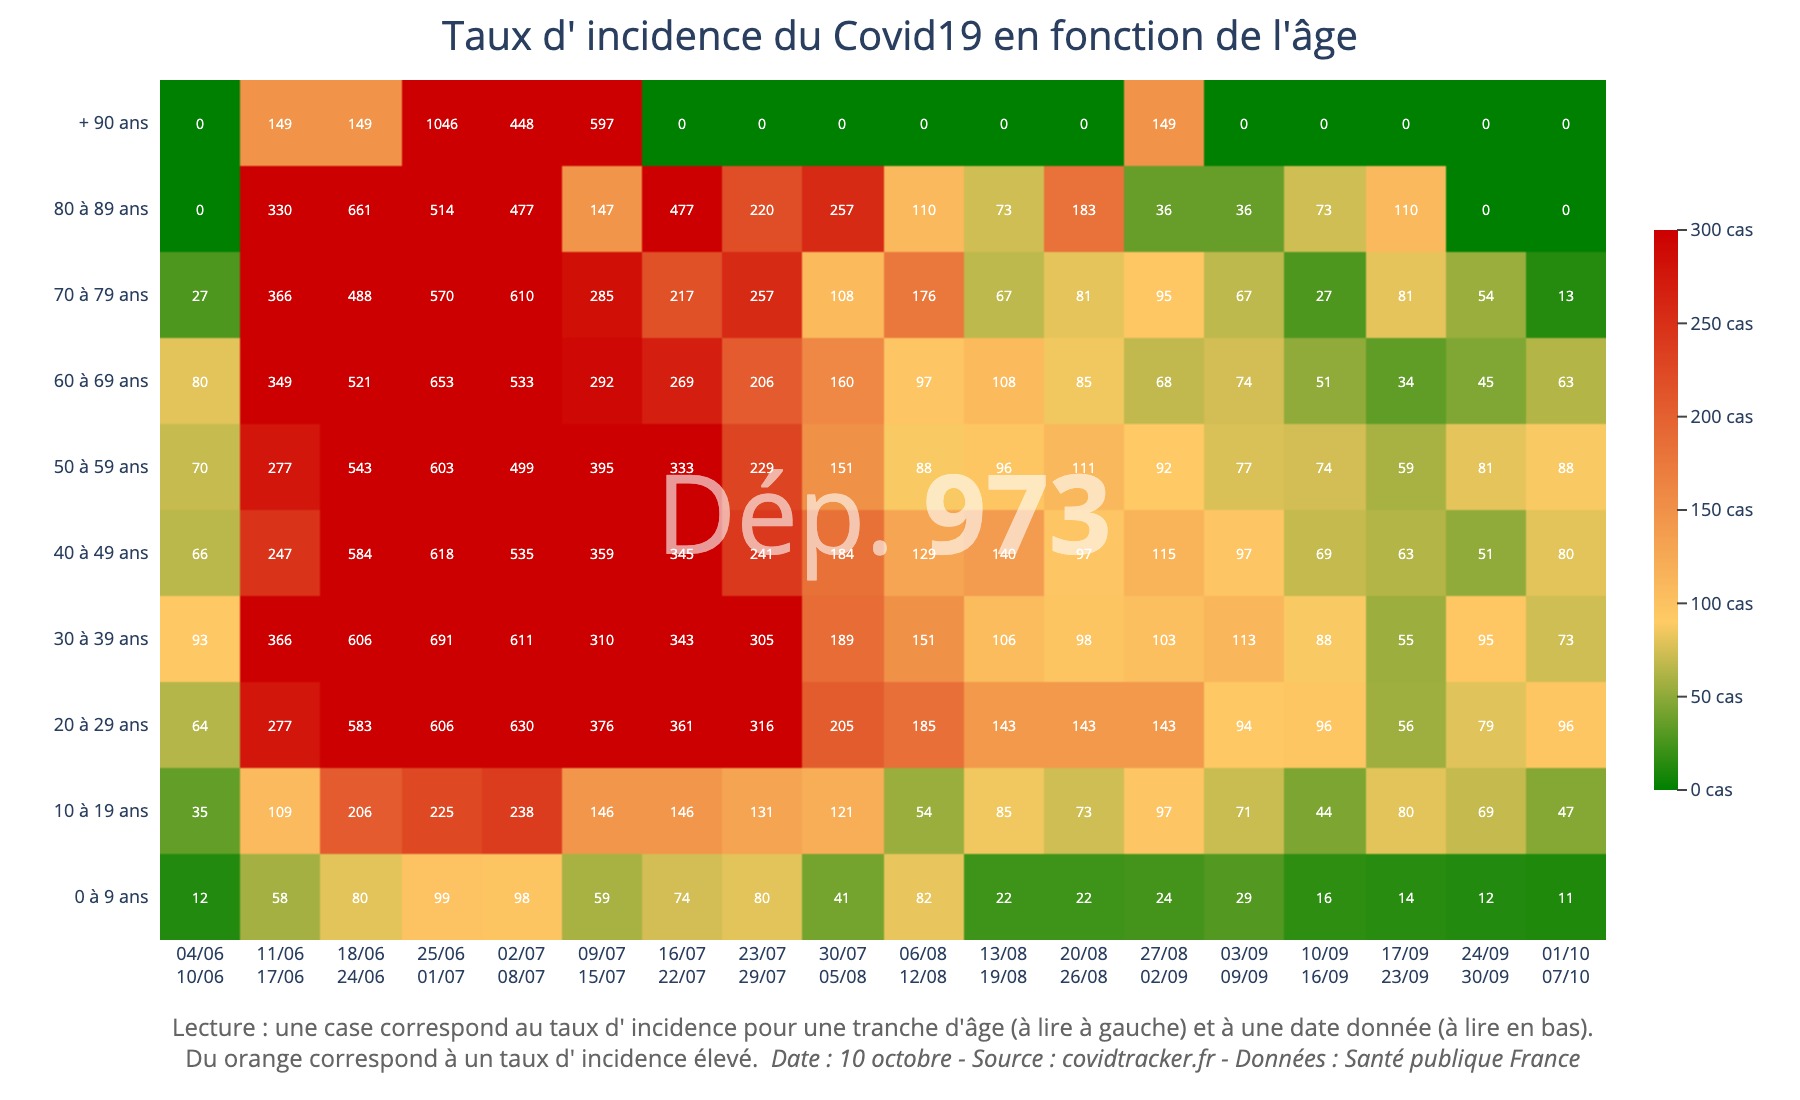 Taux d' incidence du Covid19 en fonction de l'âge
+ 90 ans 0 149 149 1046 448 597 0 0 0 0 0 0 149 0 0 0 0 0
80 à 89 ans 0 330 661 514 477 147 477 220 257 110 73 183 36 36 73 110 0 0
70 à 79 ans 27 366 488 570 610 285 217 257 108 176 67 81 95 67 27 81 54 13
60 à 69 ans 80 349 521 653 533 292 269 206 160 97 108 85 68 74 51 34 45 63
50 à 59 ans 70 277 543 603 499 395 333 229 151 88 96 111 92 77 74 59 81 88
Dép. 973
40 à 49 ans 66 247 584 618 535 359 345 241 184 129 140 97 115 97 69 63 51 80
30 à 39 ans 93 366 606 691 611 310 343 305 189 151 106 98 103 113 88 55 95 73
20 à 29 ans 64 277 583 606 630 376 361 316 205 185 143 143 143 94 96 56 79 96
10 à 19 ans 35 109 206 225 238 146 146 131 121 54 85 73 97 71 44 80 69 47
0 à 9 ans 12 58 80 99 98 59 74 80 41 82 22 22 24 29 16 14 12 11
04/06 11/06 18/06 25/06 02/07 09/07 16/07 23/07 30/07 06/08 13/08 20/08 27/08 03/09 10/09 17/09 24/09 01/10
10/06 17/06 24/06 01/07 08/07 15/07 22/07 29/07 05/08 12/08 19/08 26/08 02/09 09/09 16/09 23/09 30/09 07/10
300 cas
250 cas
200 cas
150 cas
100 cas
50 cas
0 cas
Lecture : une case correspond au taux d' incidence pour une tranche d'âge (à lire à gauche) et à une date donnée (à lire en bas).
Du orange correspond à un taux d' incidence élevé. Date : 10 octobre - Source : covidtracker.fr - Données : Santé publique France